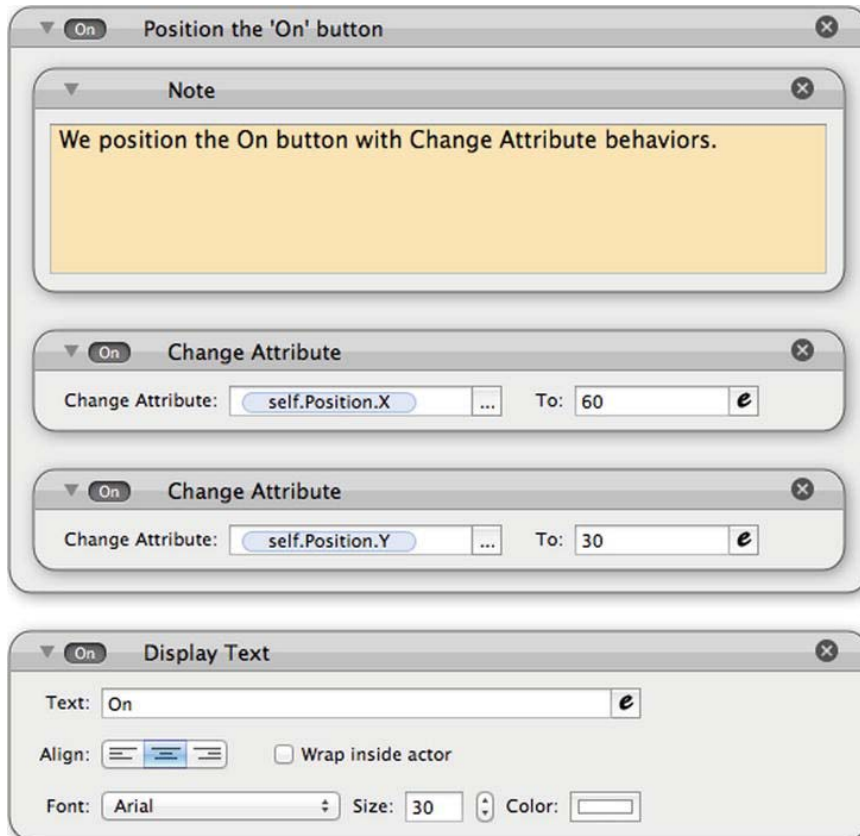 On Position the 'On' button
Note
We position the On button with Change Attribute behaviors.
On Change Attribute
Change Attribute: self.Position.X ... To: 60 e
On Change Attribute
Change Attribute: self.Position.Y ... To: 30 e
On Display Text
Text: On e
Align: Wrap inside actor
Font: Arial Size: 30 Color: